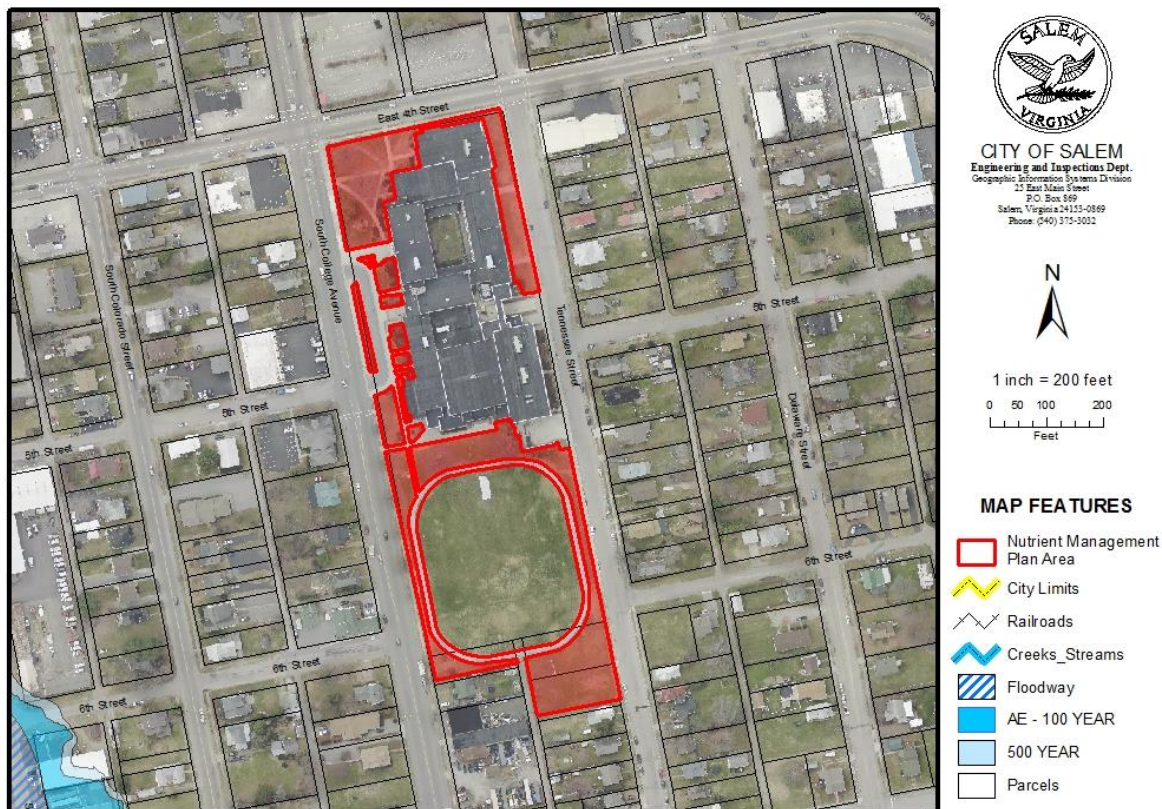 East 4th Street
South College Avenue
South Colorado Street
Tennessee Street
5th Street
Delaware Street
5th Street
5th Street
6th Street
6th Street
6th Street
SALEM
VIRGINIA
CITY OF SALEM
Engineering and Inspections Dept.
Geographic Information Systems Division
25 East Main Street
P.O. Box 869
Salem, Virginia 24153-0869
Phone: (540) 375-3032
N
1 inch = 200 feet
0 50 100 200
Feet
MAP FEATURES
Nutrient Management
Plan Area
City Limits
Railroads
Creeks_Streams
Floodway
AE - 100 YEAR
500 YEAR
Parcels